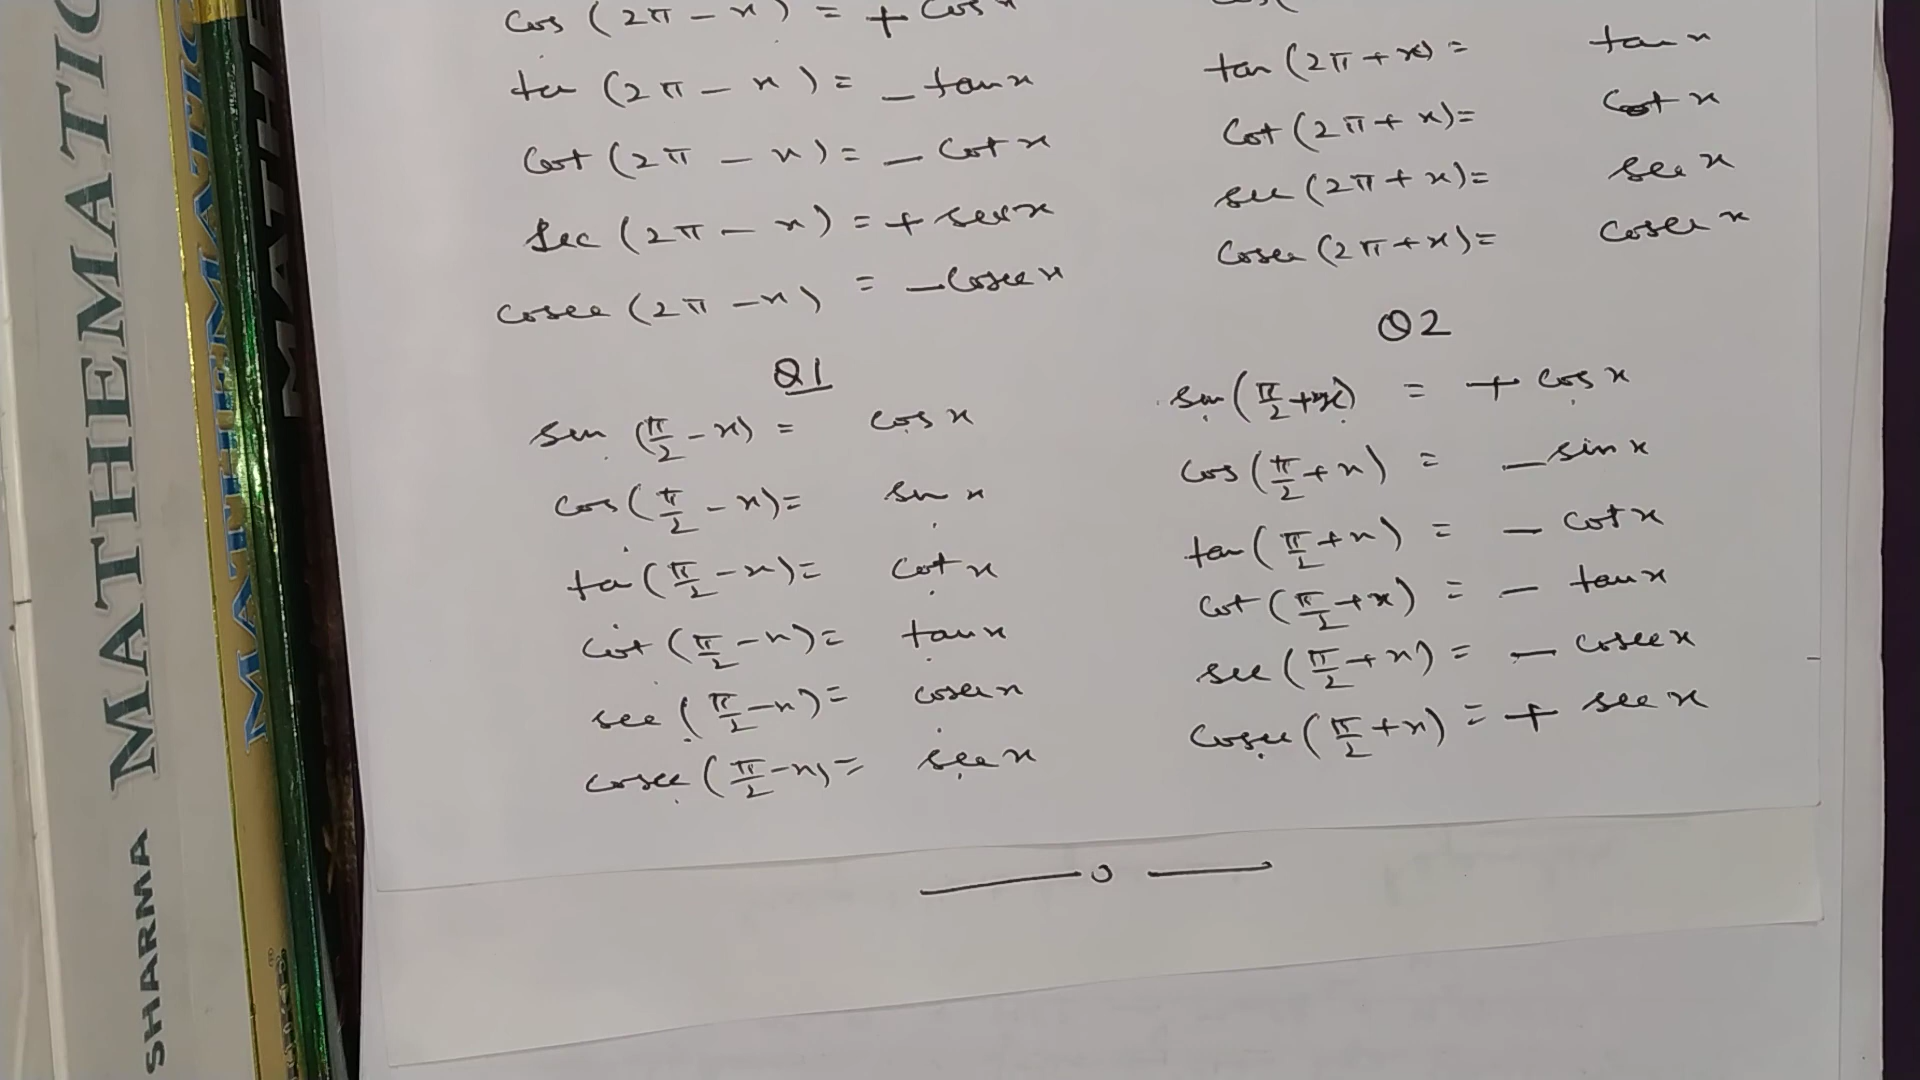 cos (2π - x) = + cos x
ta (2π - x) = - tan x
cot (2π - x) = - cot x
sec (2π - x) = + sec x
cosec (2π - x) = - cosec x
tan (2π + x) = tan x
cot (2π + x) = cot x
sec (2π + x) = sec x
cosec (2π + x) = cosec x
Q1
sin (π/2 - x) = cos x
cos (π/2 - x) = sin x
ta (π/2 - x) = cot x
cot (π/2 - x) = tan x
sec (π/2 - x) = cosec x
cosec (π/2 - x) = sec x
Q2
sin (π/2 + x) = + cos x
cos (π/2 + x) = - sin x
tan (π/2 + x) = - cot x
cot (π/2 + x) = - tan x
sec (π/2 + x) = - cosec x
cosec (π/2 + x) = + sec x
MATHEMATIC
SHARMA
MATHEMATIC
MATHE